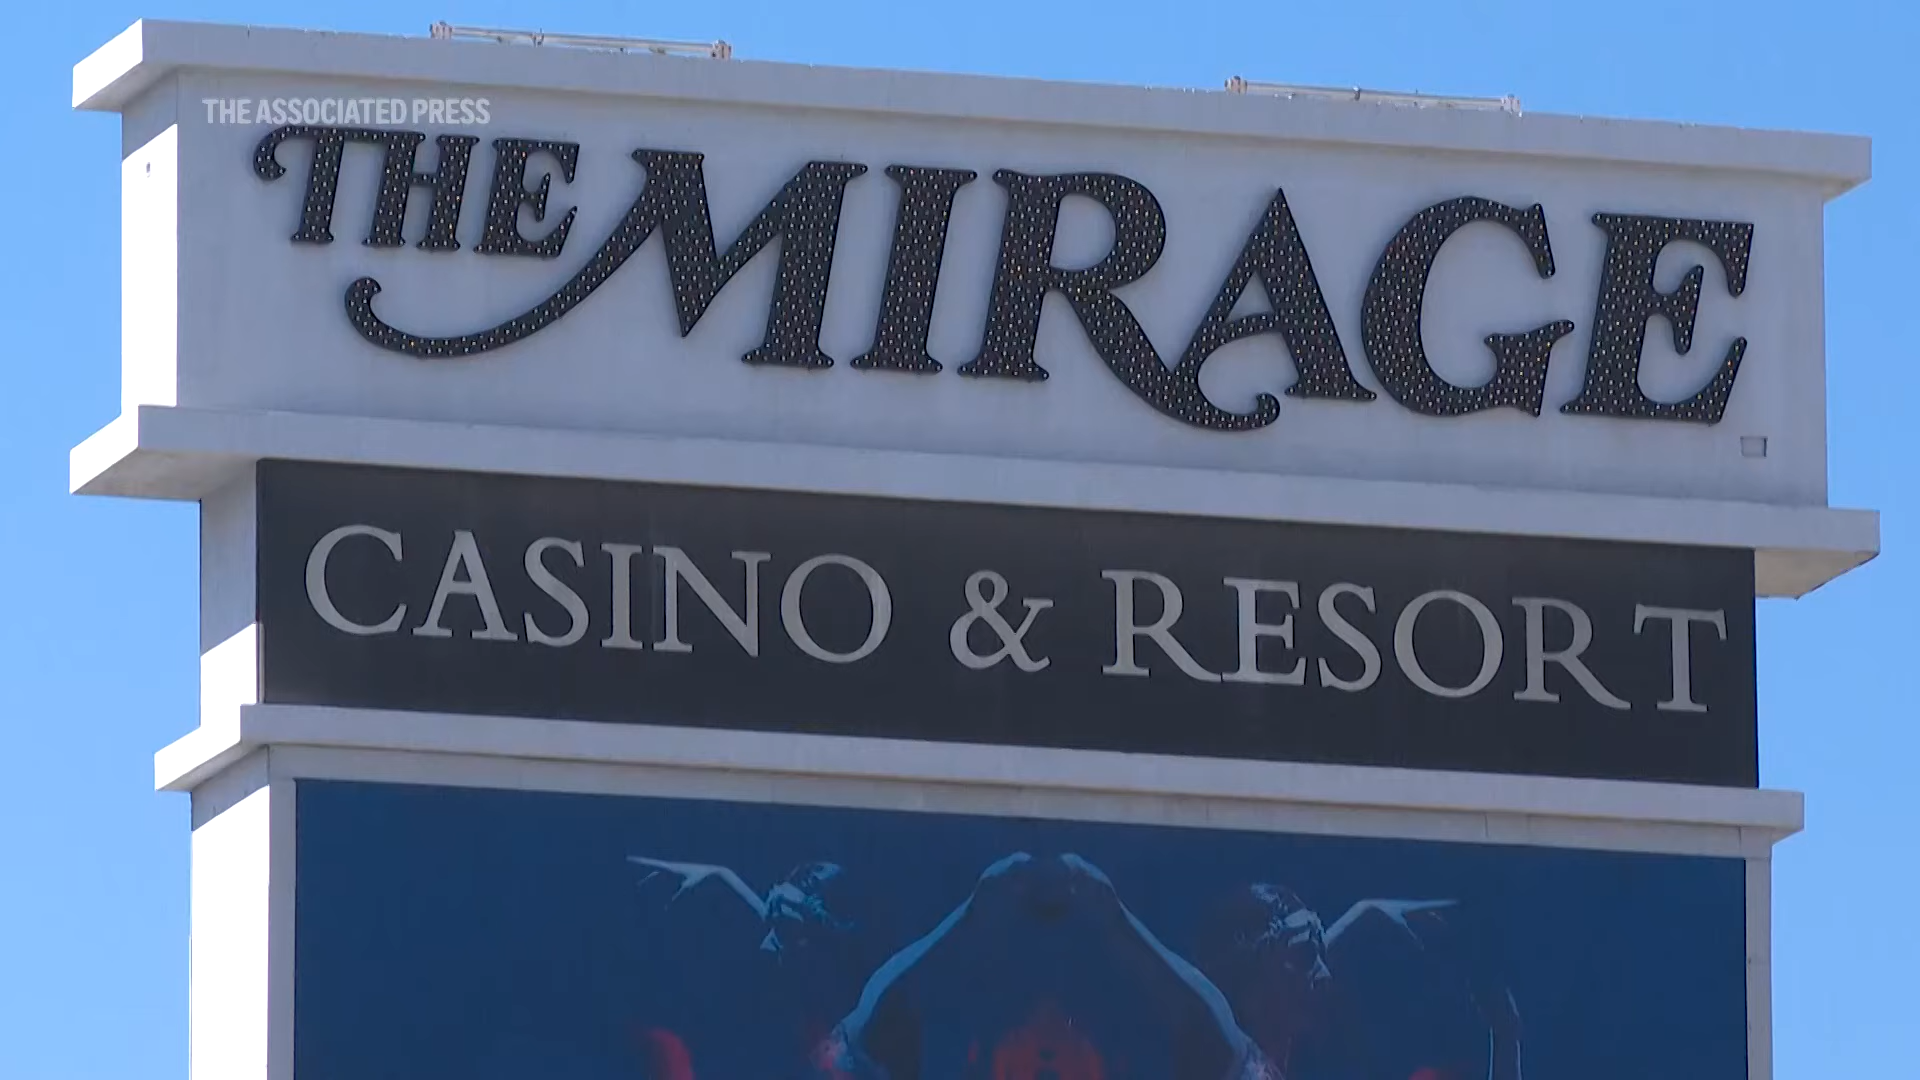 THE ASSOCIATED PRESS
THE MIRAGE
CASINO & RESORT